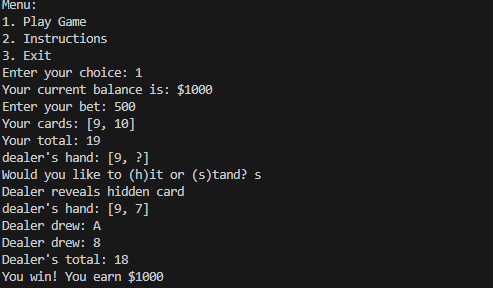 Menu:
1. Play Game
2. Instructions
3. Exit
Enter your choice: 1
Your current balance is: $1000
Enter your bet: 500
Your cards: [9, 10]
Your total: 19
dealer's hand: [9, ?]
Would you like to (h)it or (s)tand? s
Dealer reveals hidden card
dealer's hand: [9, 7]
Dealer drew: A
Dealer drew: 8
Dealer's total: 18
You win! You earn $1000